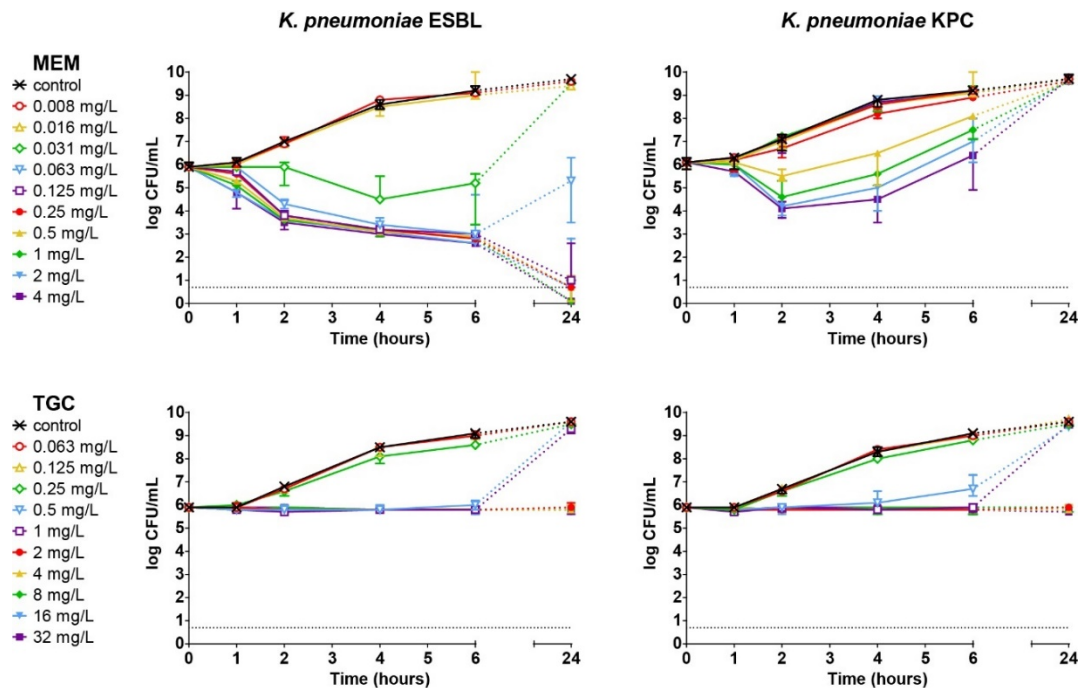 K. pneumoniae ESBL
K. pneumoniae KPC
MEM
control
0.008 mg/L
0.016 mg/L
0.031 mg/L
0.063 mg/L
0.125 mg/L
0.25 mg/L
0.5 mg/L
1 mg/L
2 mg/L
4 mg/L
log CFU/mL
10
9
8
7
6
5
4
3
2
1
0
0 1 2 3 4 5 6 24
Time (hours)
log CFU/mL
10
9
8
7
6
5
4
3
2
1
0
0 1 2 3 4 5 6 24
Time (hours)
TGC
control
0.063 mg/L
0.125 mg/L
0.25 mg/L
0.5 mg/L
1 mg/L
2 mg/L
4 mg/L
8 mg/L
16 mg/L
32 mg/L
log CFU/mL
10
9
8
7
6
5
4
3
2
1
0
0 1 2 3 4 5 6 24
Time (hours)
log CFU/mL
10
9
8
7
6
5
4
3
2
1
0
0 1 2 3 4 5 6 24
Time (hours)